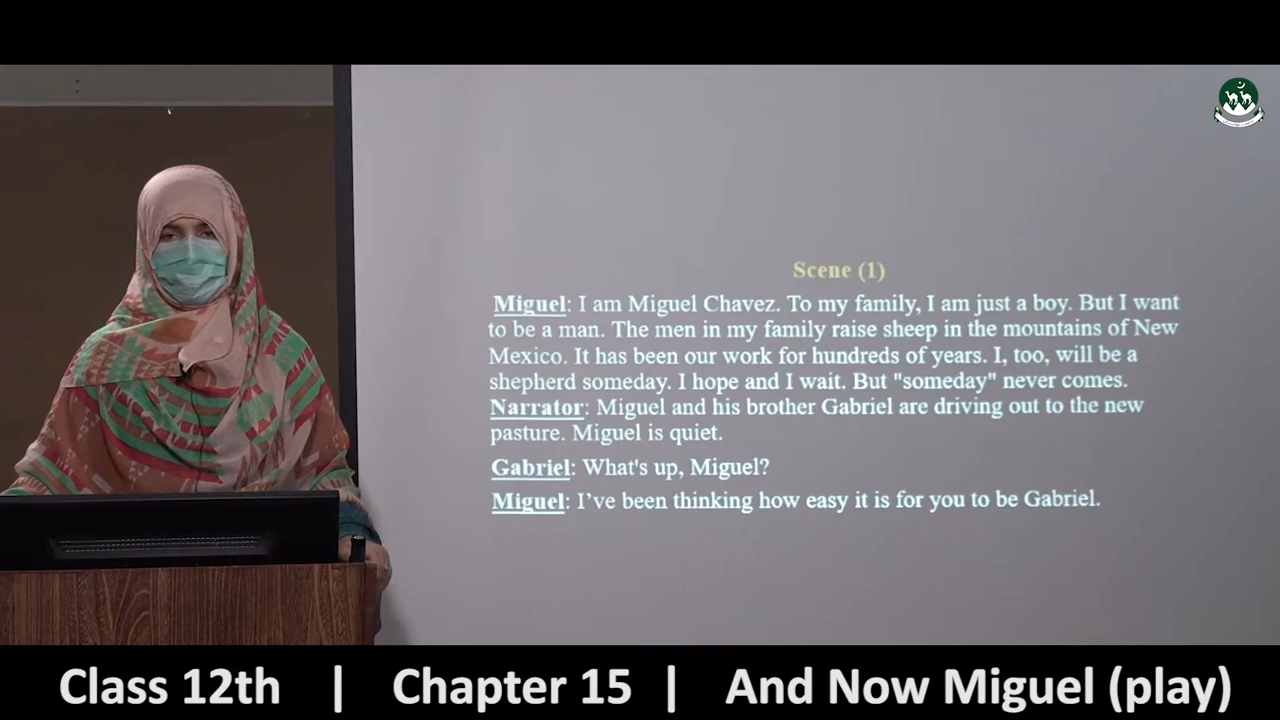 Scene (1)
Miguel: I am Miguel Chavez. To my family, I am just a boy. But I want
to be a man. The men in my family raise sheep in the mountains of New
Mexico. It has been our work for hundreds of years. I, too, will be a
shepherd someday. I hope and I wait. But "someday" never comes.
Narrator: Miguel and his brother Gabriel are driving out to the new
pasture. Miguel is quiet.
Gabriel: What's up, Miguel?
Miguel: I’ve been thinking how easy it is for you to be Gabriel.
Class 12th | Chapter 15 | And Now Miguel (play)